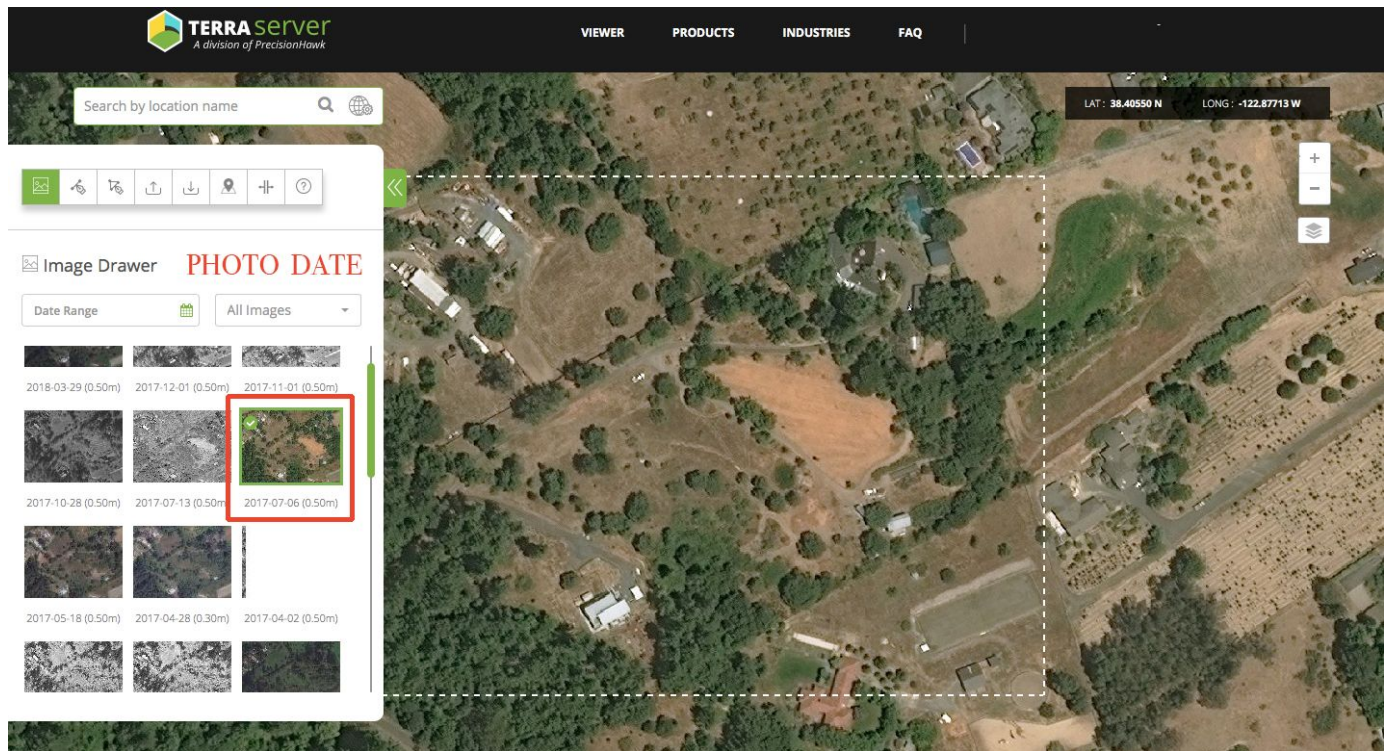 TERRA Server
A division of PrecisionHawk
VIEWER PRODUCTS INDUSTRIES FAQ
Search by location name
LAT : 38.40550 N LONG : -122.87713 W
+
−
Image Drawer PHOTO DATE
Date Range All Images
2018-03-29 (0.50m) 2017-12-01 (0.50m) 2017-11-01 (0.50m)
2017-10-28 (0.50m) 2017-07-13 (0.50m) 2017-07-06 (0.50m)
2017-05-18 (0.50m) 2017-04-28 (0.30m) 2017-04-02 (0.50m)